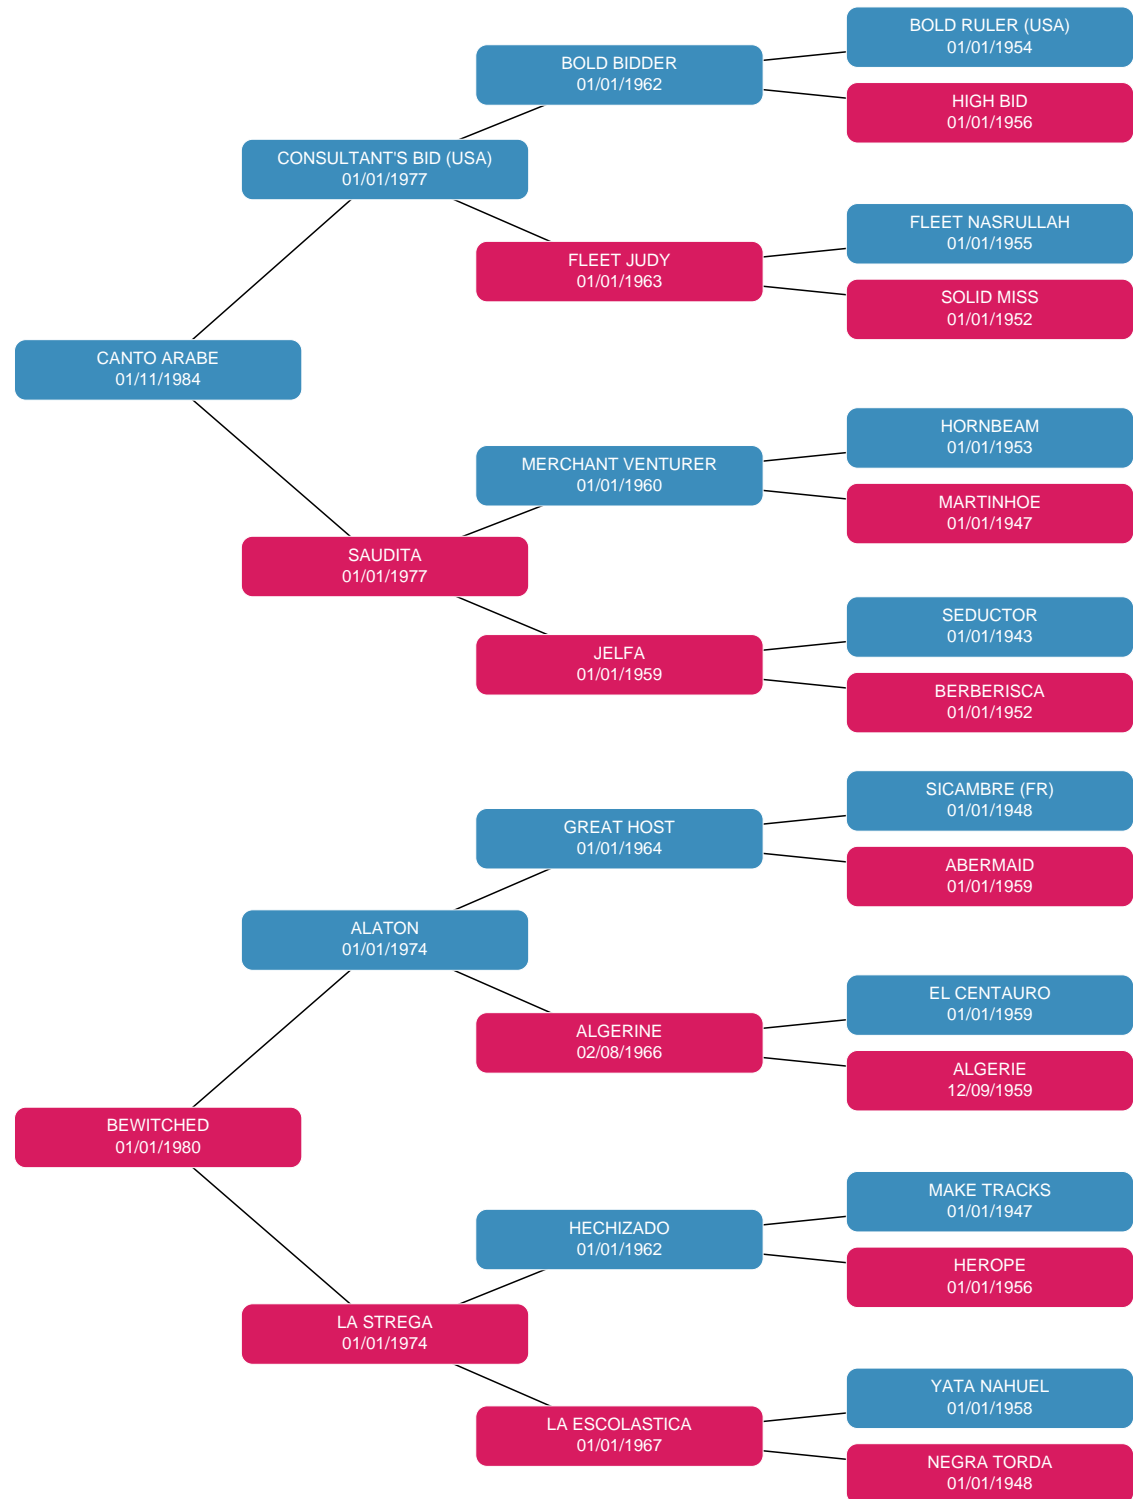 BOLD RULER (USA)
01/01/1954
BOLD BIDDER
01/01/1962
HIGH BID
01/01/1956
CONSULTANT'S BID (USA)
01/01/1977
FLEET NASRULLAH
01/01/1955
FLEET JUDY
01/01/1963
SOLID MISS
01/01/1952
CANTO ARABE
01/11/1984
HORNBEAM
01/01/1953
MERCHANT VENTURER
01/01/1960
MARTINHOE
01/01/1947
SAUDITA
01/01/1977
SEDUCTOR
01/01/1943
JELFA
01/01/1959
BERBERISCA
01/01/1952
SICAMBRE (FR)
01/01/1948
GREAT HOST
01/01/1964
ABERMAID
01/01/1959
ALATON
01/01/1974
EL CENTAURO
01/01/1959
ALGERINE
02/08/1966
ALGERIE
12/09/1959
BEWITCHED
01/01/1980
MAKE TRACKS
01/01/1947
HECHIZADO
01/01/1962
HEROPE
01/01/1956
LA STREGA
01/01/1974
YATA NAHUEL
01/01/1958
LA ESCOLASTICA
01/01/1967
NEGRA TORDA
01/01/1948